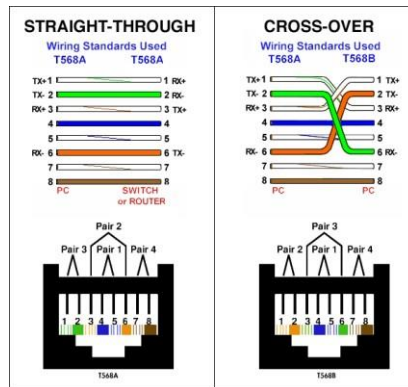 STRAIGHT-THROUGH
Wiring Standards Used
T568A T568A
TX+ 1 1 RX+
TX- 2 2 RX-
RX+ 3 3 TX+
4 4
5 5
RX- 6 6 TX-
7 7
8 8
PC SWITCH
or ROUTER
Pair 2
Pair 3 Pair 1 Pair 4
1 2 3 4 5 6 7 8
T568A
CROSS-OVER
Wiring Standards Used
T568A T568B
TX+ 1 1 TX+
TX- 2 2 TX-
RX+ 3 3 RX+
4 4
5 5
RX- 6 6 RX-
7 7
8 8
PC PC
Pair 3
Pair 2 Pair 1 Pair 4
1 2 3 4 5 6 7 8
T568B